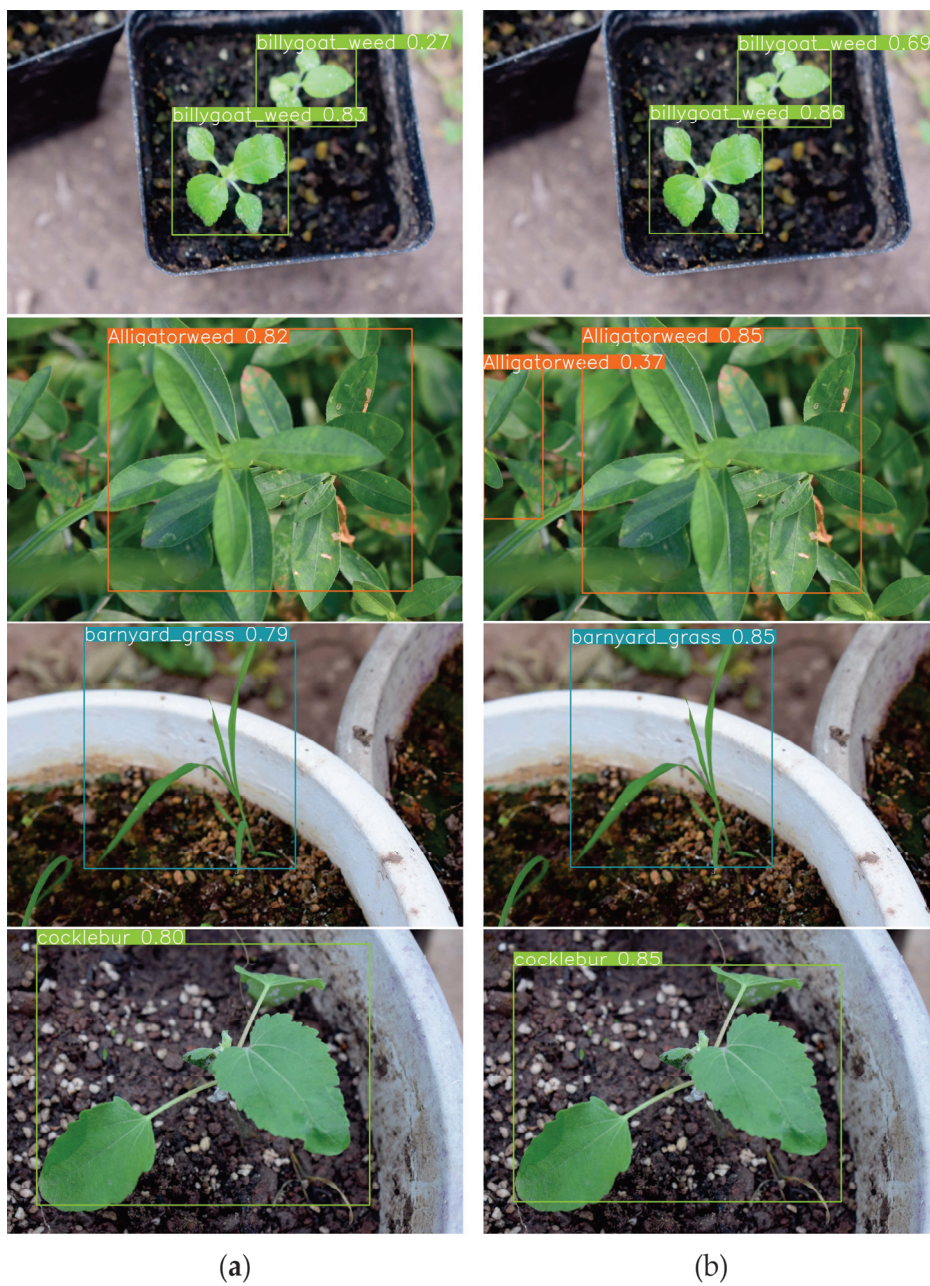 billygoat_weed 0.27
billygoat_weed 0.83
billygoat_weed 0.69
billygoat_weed 0.86
Alligatorweed 0.82
Alligatorweed 0.85
Alligatorweed 0.37
barnyard_grass 0.79
barnyard_grass 0.85
cocklebur 0.80
cocklebur 0.85
(a)
(b)